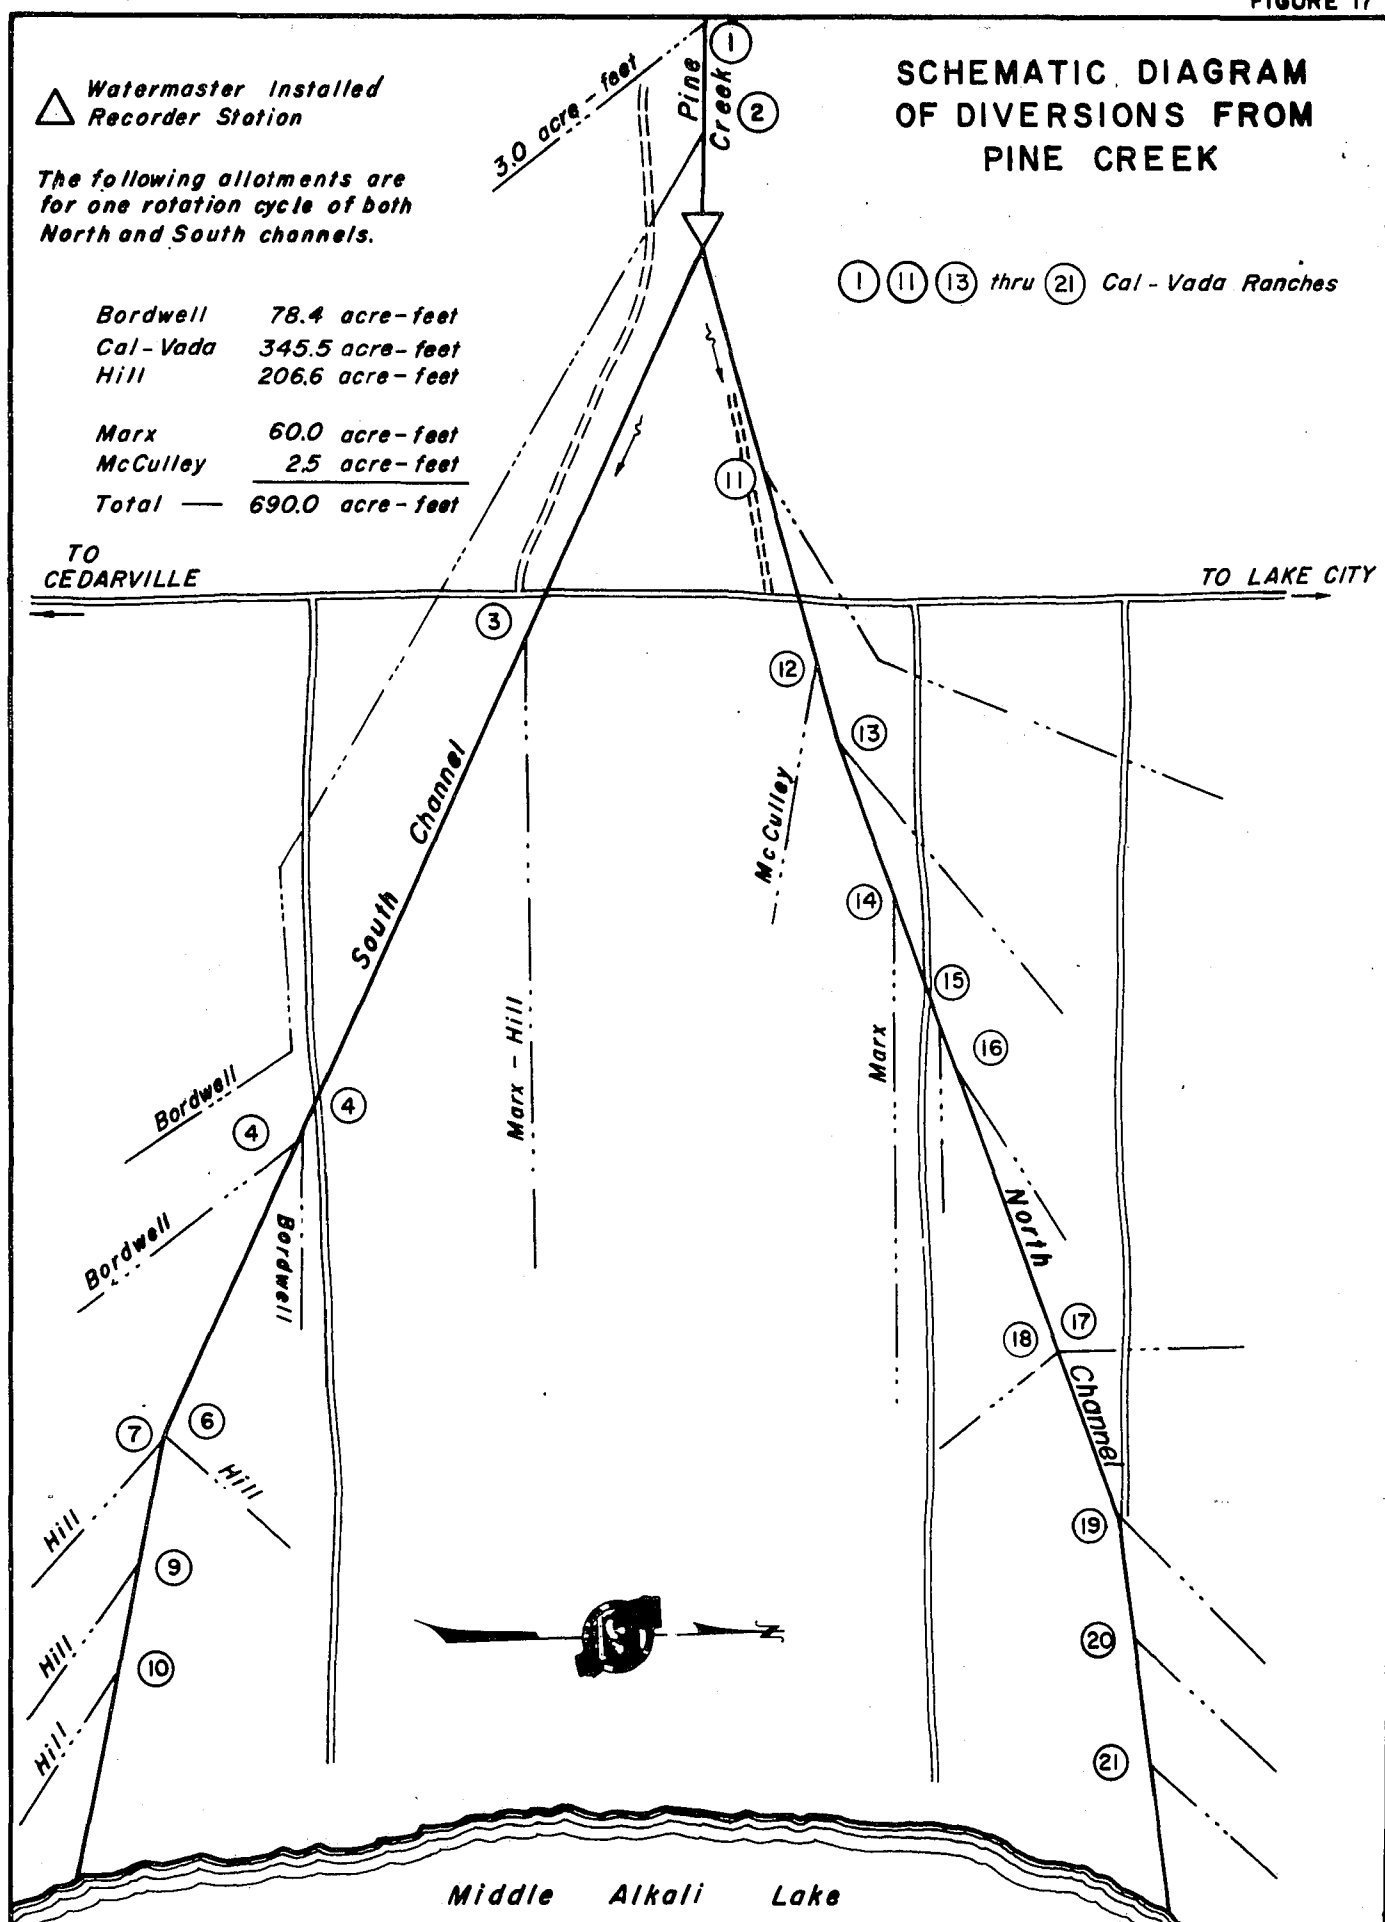 FIGURE 17
SCHEMATIC DIAGRAM
OF DIVERSIONS FROM
PINE CREEK
Watermaster Installed
Recorder Station
The following allotments are
for one rotation cycle of both
North and South channels.
Bordwell 78.4 acre-feet
Cal-Vada 345.5 acre-feet
Hill 206.6 acre-feet
Marx 60.0 acre-feet
McCulley 2.5 acre-feet
Total — 690.0 acre-feet
3.0 acre-feet
Pine
Creek
1
2
1 11 13 thru 21 Cal-Vada Ranches
11
TO
CEDARVILLE
TO LAKE CITY
3
12
13
South Channel
McCulley
14
15
Marx - Hill
Marx
16
Bordwell
4
4
Bordwell
Bordwell
North
Channel
17
18
7
6
Hill
Hill
9
19
Hill
10
20
Hill
21
N
Middle Alkali Lake